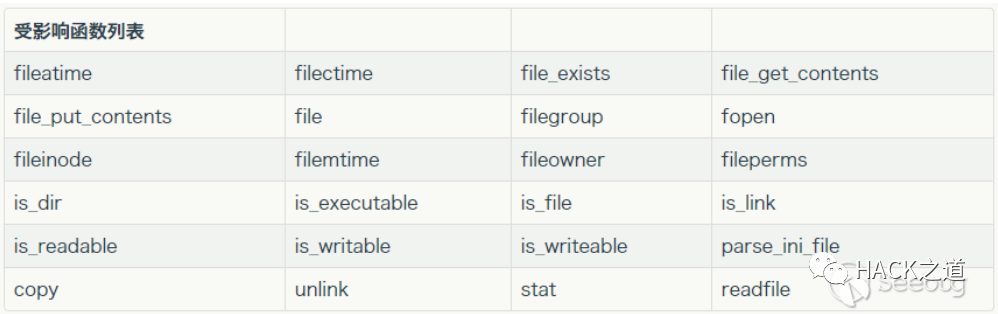 受影响函数列表
fileatime filectime file_exists file_get_contents
file_put_contents file filegroup fopen
fileinode filemtime fileowner fileperms
is_dir is_executable is_file is_link
is_readable is_writable is_writeable parse_ini_file
copy unlink stat readfile
HACK之道
Seebug